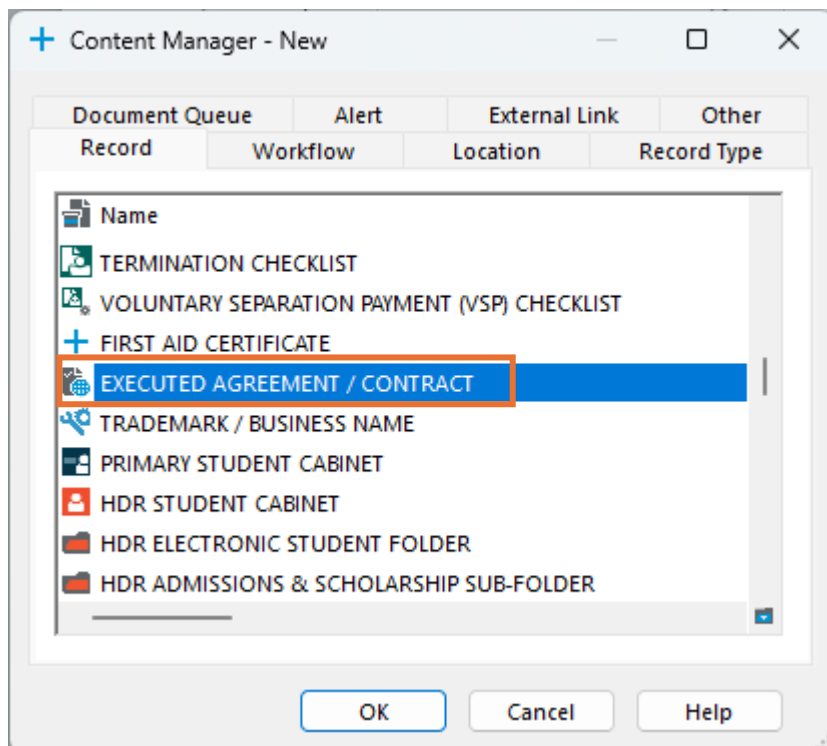 Content Manager - New
Document Queue Alert External Link Other
Record Workflow Location Record Type
Name
TERMINATION CHECKLIST
VOLUNTARY SEPARATION PAYMENT (VSP) CHECKLIST
FIRST AID CERTIFICATE
EXECUTED AGREEMENT / CONTRACT
TRADEMARK / BUSINESS NAME
PRIMARY STUDENT CABINET
HDR STUDENT CABINET
HDR ELECTRONIC STUDENT FOLDER
HDR ADMISSIONS & SCHOLARSHIP SUB-FOLDER
OK Cancel Help